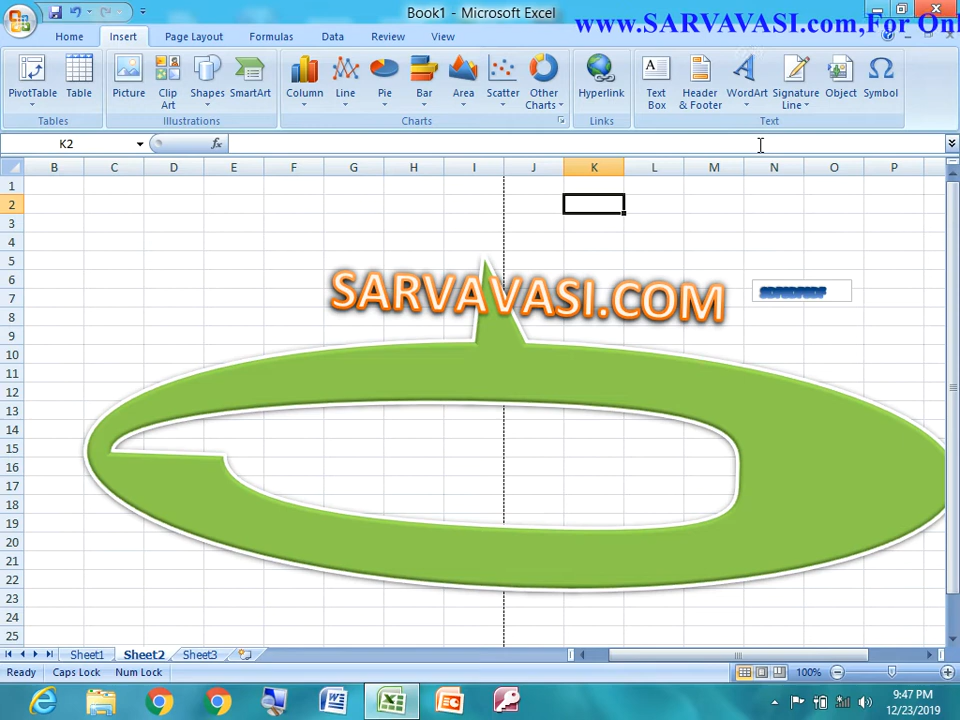 Book1 - Microsoft Excel
www.SARVAVASI.com,For Onl
Home Insert Page Layout Formulas Data Review View
PivotTable Table Picture Clip Art Shapes SmartArt Column Line Pie Bar Area Scatter Other Charts Hyperlink Text Box Header & Footer WordArt Signature Line Object Symbol
Tables Illustrations Charts Links Text
K2 fx
B C D E F G H I J K L M N O P
1
2
3
4
5
6
7
8
9
10
11
12
13
14
15
16
17
18
19
20
21
22
23
24
25
SARVAVASI.COM
Sheet1 Sheet2 Sheet3
Ready Caps Lock Num Lock 100%
9:47 PM
12/23/2019